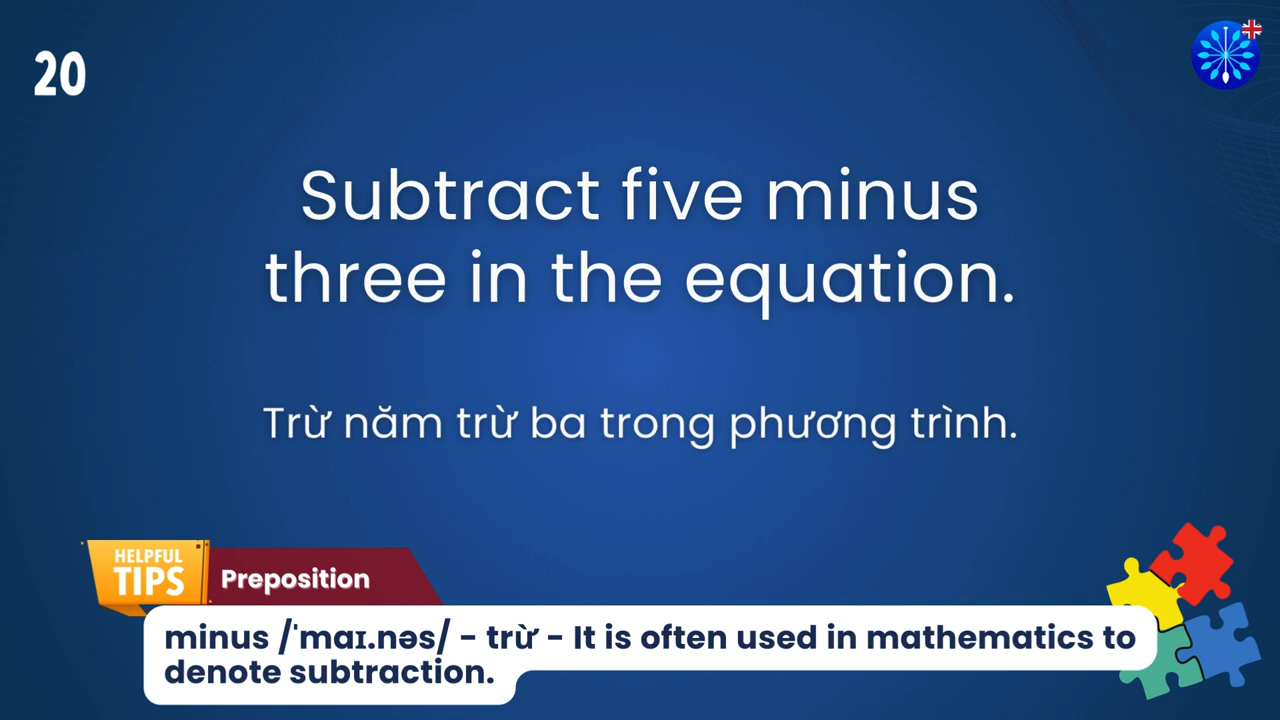 20
Subtract five minus
three in the equation.
Trừ năm trừ ba trong phương trình.
HELPFUL
TIPS
Preposition
minus /ˈmaɪ.nəs/ - trừ - It is often used in mathematics to
denote subtraction.